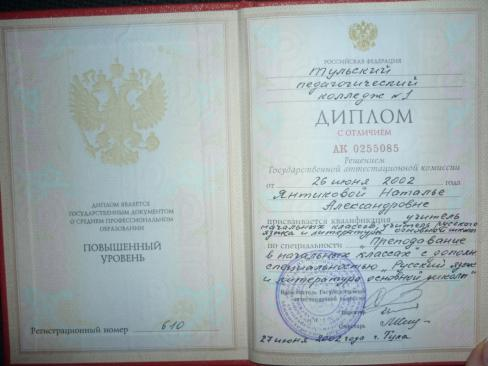 ДИПЛОМ ЯВЛЯЕТСЯ
ГОСУДАРСТВЕННЫМ ДОКУМЕНТОМ
О СРЕДНЕМ ПРОФЕССИОНАЛЬНОМ
ОБРАЗОВАНИИ
ПОВЫШЕННЫЙ
УРОВЕНЬ
Регистрационный номер 610
РОССИЙСКАЯ ФЕДЕРАЦИЯ
Тульский
педагогический
колледж №1
ДИПЛОМ
С ОТЛИЧИЕМ
АК 0255085
Решением
Государственной аттестационной комиссии
от 26 июня 2002 года
Янтиковой Наталье
Александровне
присваивается квалификация учитель
начальных классов, учитель русского
языка и литературы основной школы
по специальности "Преподавание
в начальных классах" с дополн
специальностью "Русский язык
и литература основной школы"
Председатель Государственной
аттестационной комиссии
Директор
Секретарь
27 июня 2002 года г. Тула